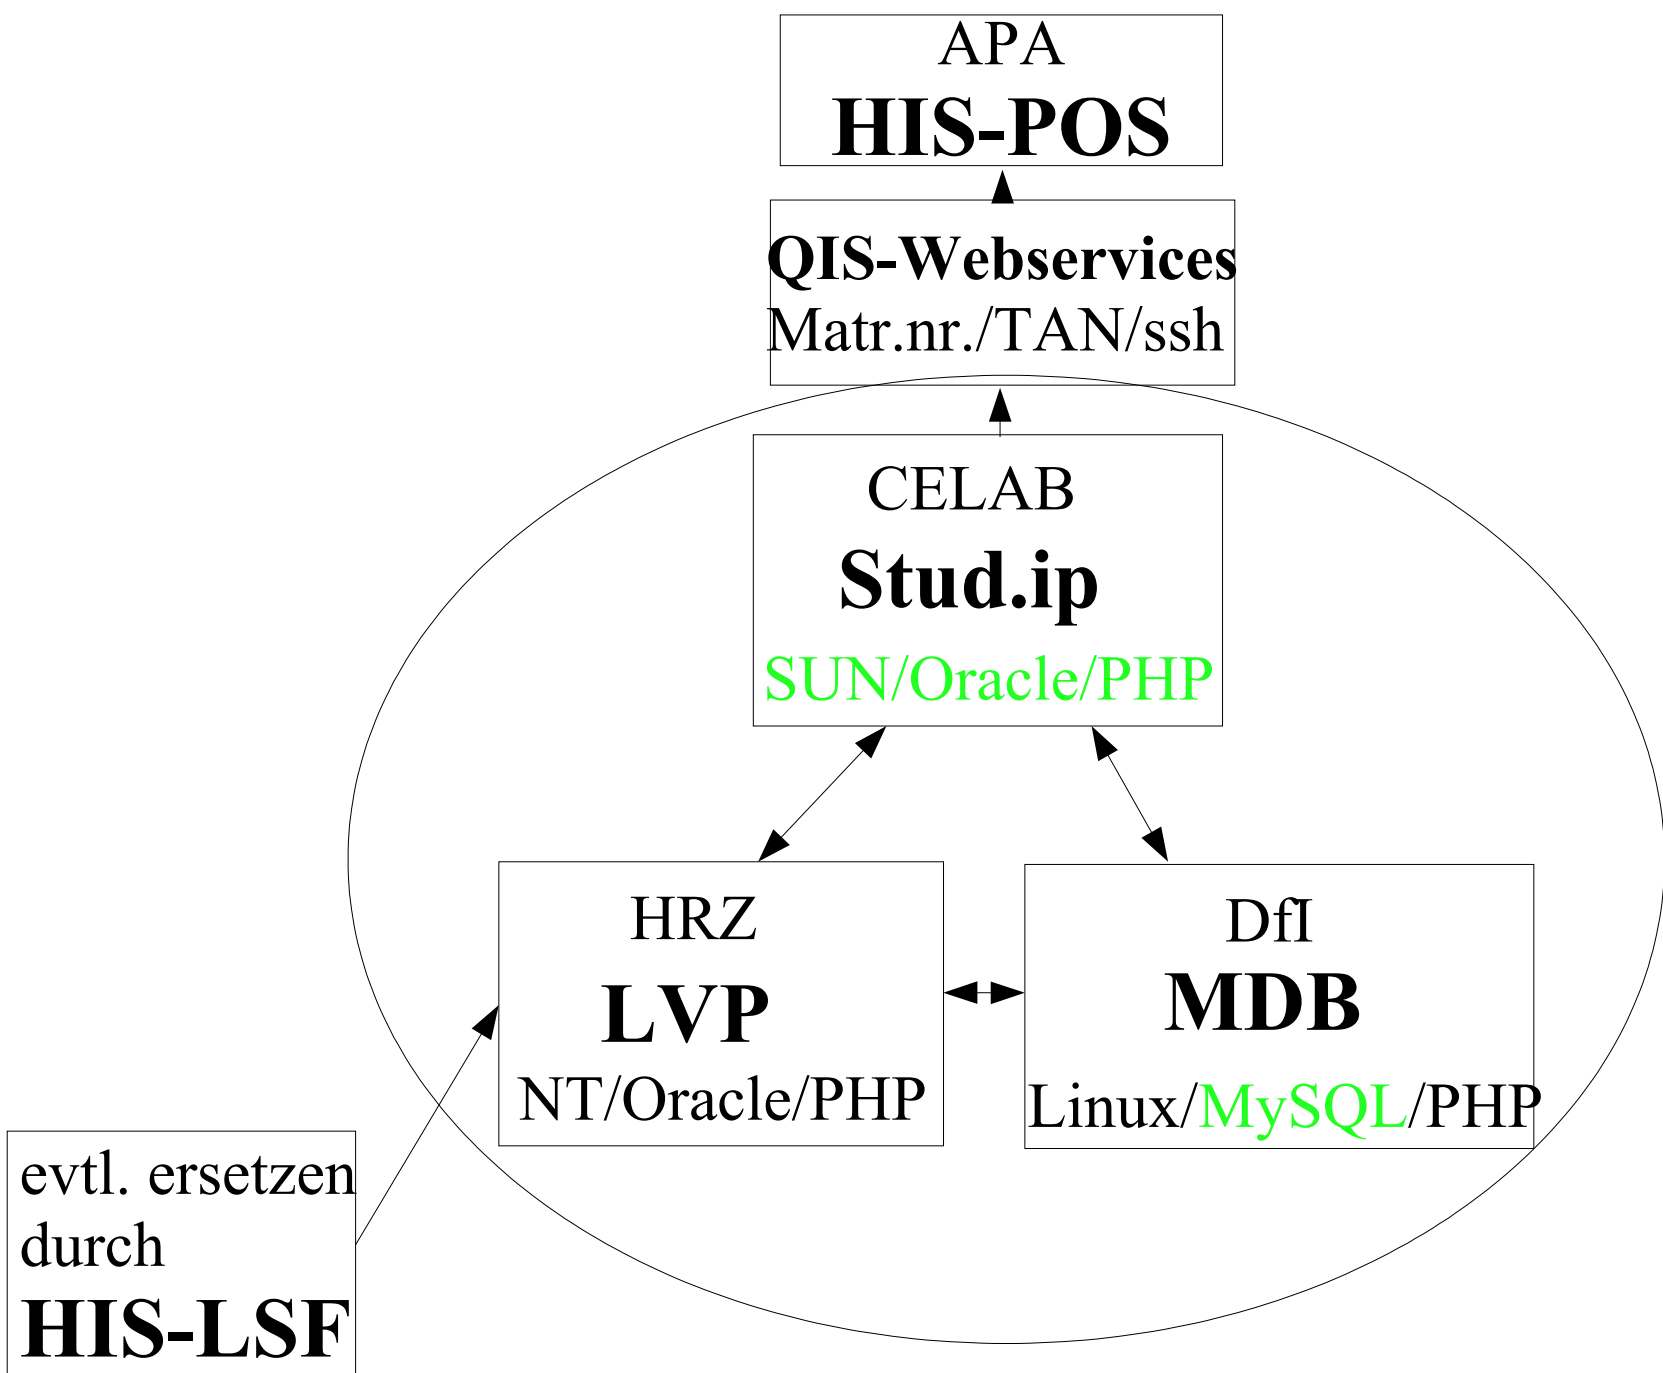 APA
HIS-POS
QIS-Webservices
Matr.nr./TAN/ssh
CELAB
Stud.ip
SUN/Oracle/PHP
HRZ
LVP
NT/Oracle/PHP
DfI
MDB
Linux/MySQL/PHP
evtl. ersetzen
durch
HIS-LSF